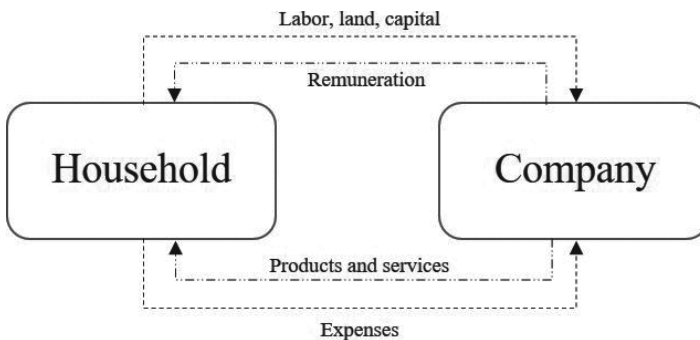 Labor, land, capital
Remuneration
Household
Company
Products and services
Expenses